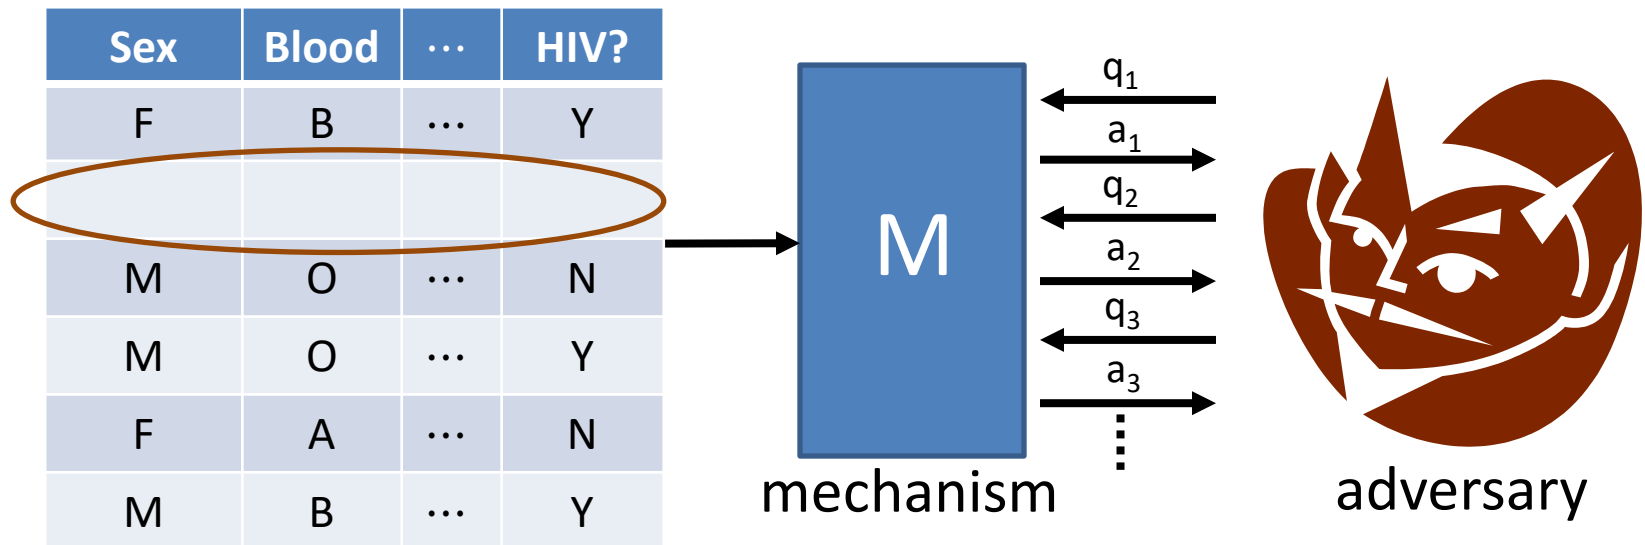 Sex Blood ⋯ HIV?
F B ⋯ Y
M O ⋯ N
M O ⋯ Y
F A ⋯ N
M B ⋯ Y
M
mechanism
q₁
a₁
q₂
a₂
q₃
a₃
adversary